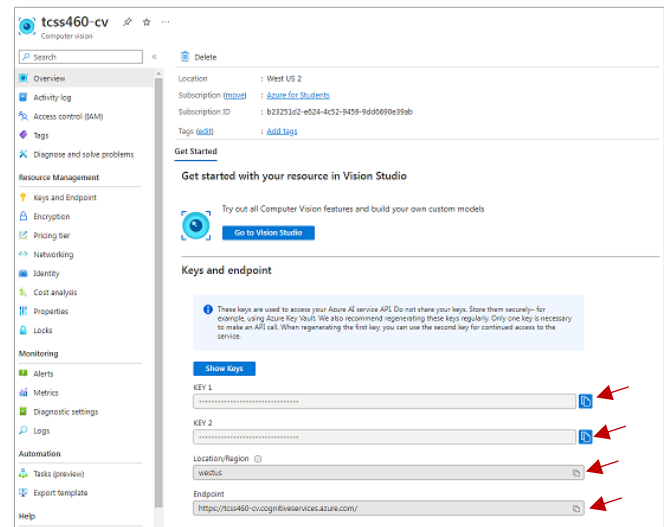 tcss460-cv
Computer vision
Search
Overview
Activity log
Access control (IAM)
Tags
Diagnose and solve problems
Resource Management
Keys and Endpoint
Encryption
Pricing tier
Networking
Identity
Cost analysis
Properties
Locks
Monitoring
Alerts
Metrics
Diagnostic settings
Logs
Automation
Tasks (preview)
Export template
Help
Delete
Location : West US 2
Subscription (move) : Azure for Students
Subscription ID : b23251d2-e624-4c52-9459-9dd6690e39ab
Tags (edit) : Add tags
Get Started
Get started with your resource in Vision Studio
Try out all Computer Vision features and build your own custom models
Go to Vision Studio
Keys and endpoint
These keys are used to access your Azure AI service API. Do not share your keys. Store them securely– for
example, using Azure Key Vault. We also recommend regenerating these keys regularly. Only one key is necessary
to make an API call. When regenerating the first key, you can use the second key for continued access to the
service.
Show Keys
KEY 1
KEY 2
Location/Region
westus
Endpoint
https://tcss460-cv.cognitiveservices.azure.com/